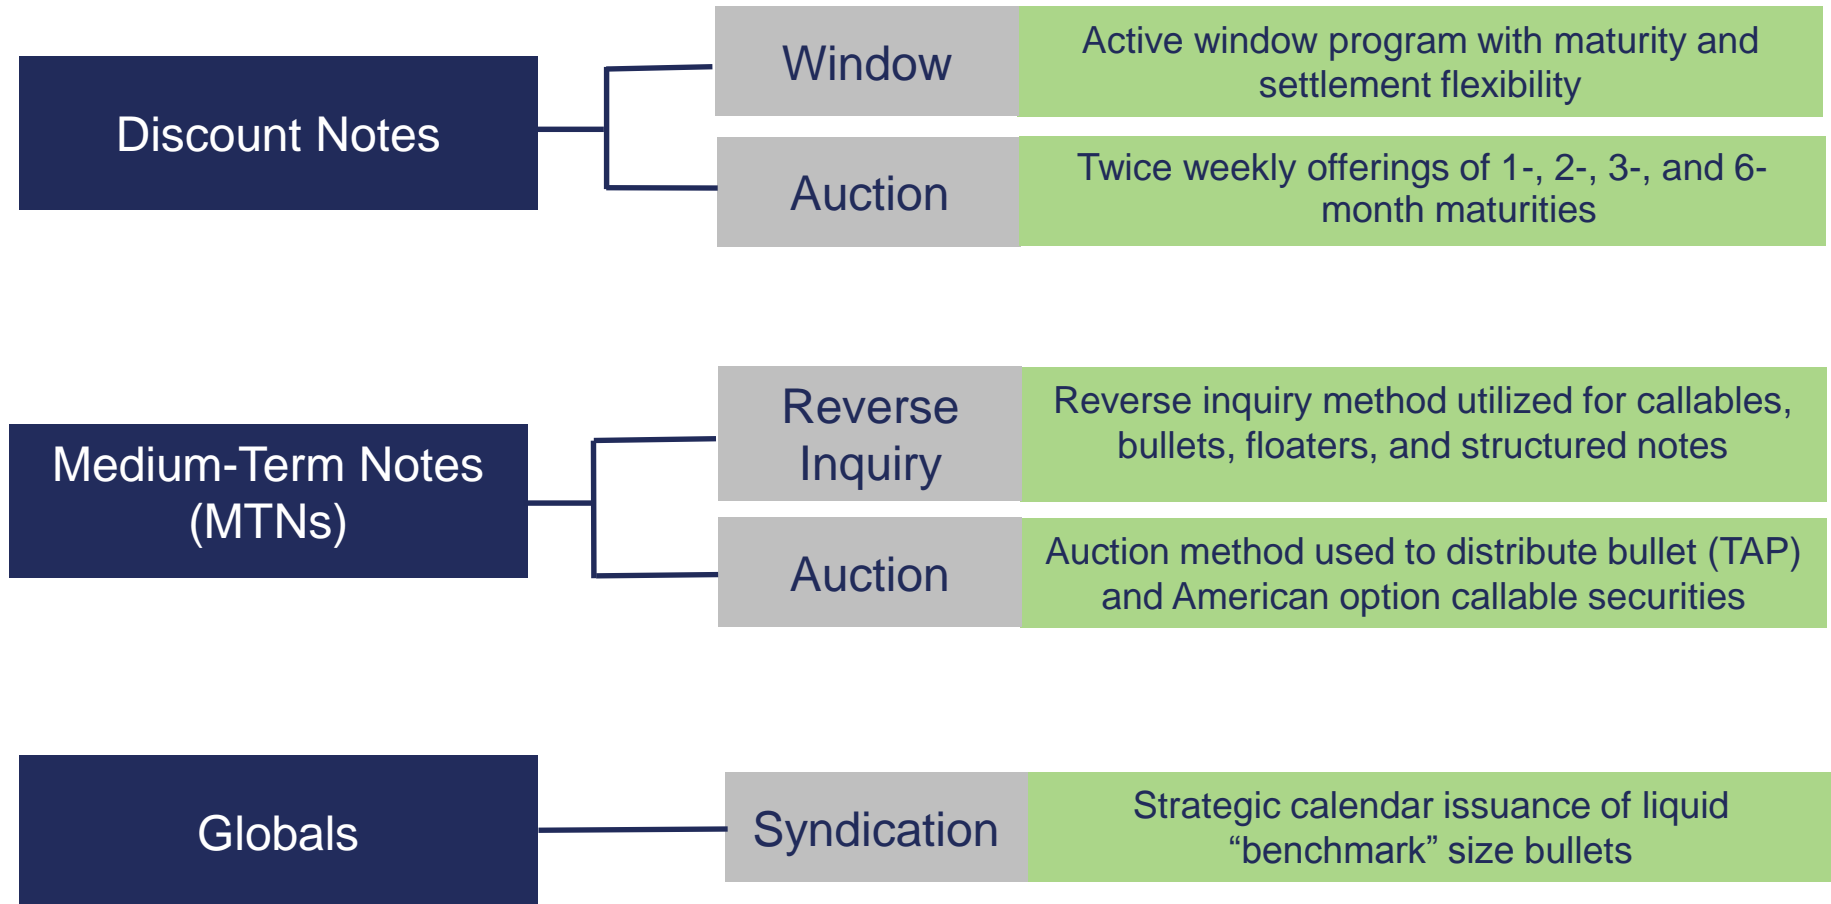 Discount Notes
Window
Active window program with maturity and
settlement flexibility
Auction
Twice weekly offerings of 1-, 2-, 3-, and 6-
month maturities
Medium-Term Notes
(MTNs)
Reverse
Inquiry
Reverse inquiry method utilized for callables,
bullets, floaters, and structured notes
Auction
Auction method used to distribute bullet (TAP)
and American option callable securities
Globals
Syndication
Strategic calendar issuance of liquid
“benchmark” size bullets